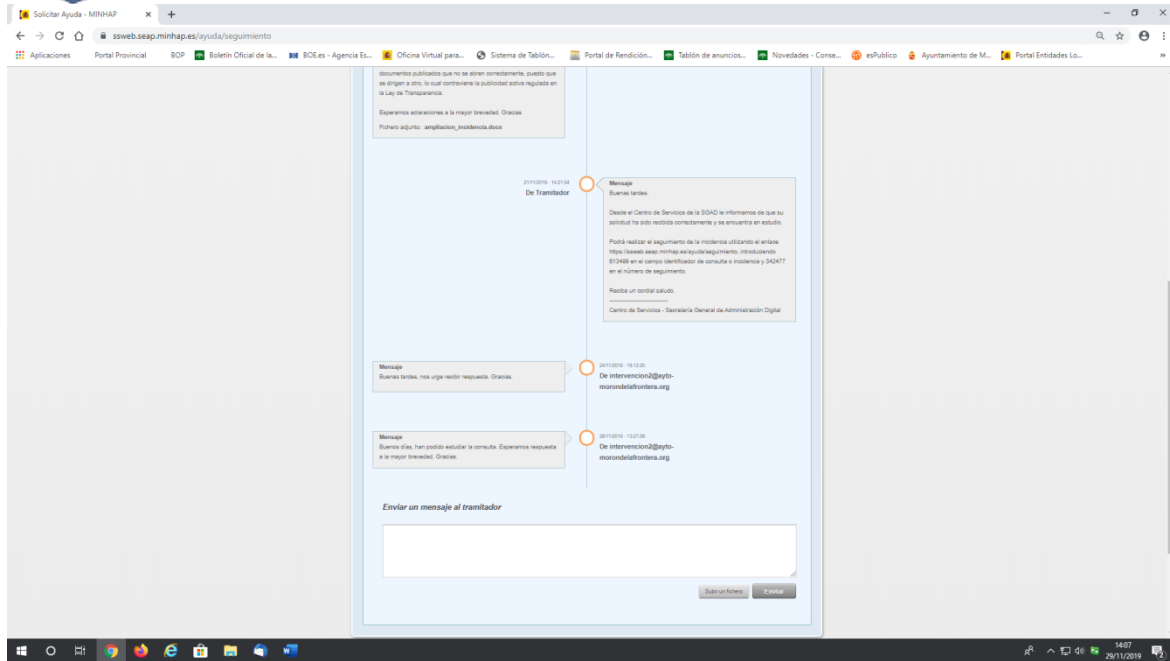 Solicitar Ayuda - MINHAP
ssweb.seap.minhap.es/ayuda/seguimiento
Aplicaciones Portal Provincial BOP Boletín Oficial de la... BOE.es - Agencia Es... Oficina Virtual para... Sistema de Tablón... Portal de Rendición... Tablón de anuncios... Novedades - Conse... esPublico Ayuntamiento de M... Portal Entidades Lo...
documentos publicados que no se abren correctamente, puesto que
se dirigen a otro, lo cual contraviene la publicidad activa regulada en
la Ley de Transparencia.
Esperamos aclaraciones a la mayor brevedad. Gracias
Fichero adjunto: ampliacion_incidencia.docx
21/11/2019 - 14:21:54
De Tramitador
Mensaje
Buenas tardes.
Desde el Centro de Servicios de la SGAD le informamos de que su
solicitud ha sido recibida correctamente y se encuentra en estudio.
Podrá realizar el seguimiento de la incidencia utilizando el enlace
https://ssweb.seap.minhap.es/ayuda/seguimiento, introduciendo
613499 en el campo identificador de consulta o incidencia y 342477
en el número de seguimiento.
Reciba un cordial saludo.
Centro de Servicios - Secretaría General de Administración Digital
Mensaje
Buenas tardes, nos urge recibir respuesta. Gracias.
De intervencion2@ayto-
morondelafrontera.org
Mensaje
Buenos días, han podido estudiar la consulta. Esperamos respuesta
a la mayor brevedad. Gracias.
De intervencion2@ayto-
morondelafrontera.org
Enviar un mensaje al tramitador
Subir un fichero Enviar
14:07
29/11/2019